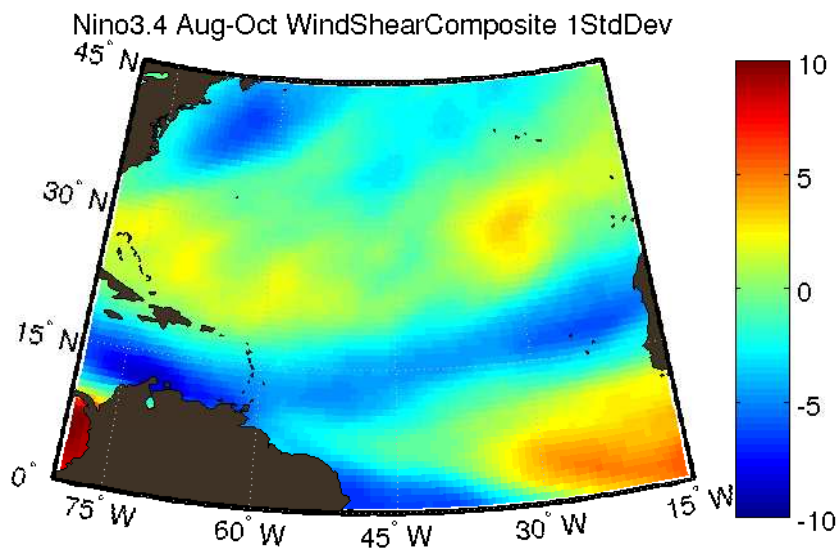 Nino3.4 Aug-Oct WindShearComposite 1StdDev
45° N
30° N
15° N
0°
75° W
60° W
45° W
30° W
15° W
10
5
0
-5
-10